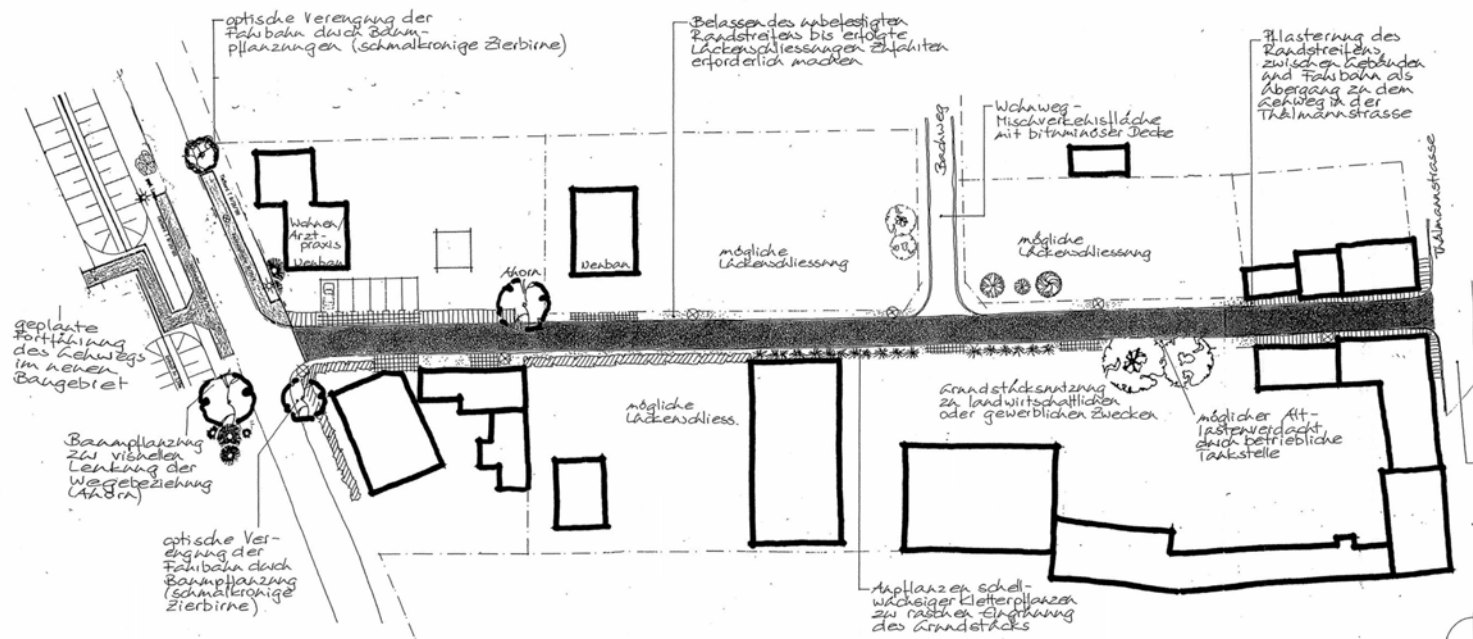 optische Verengung der
Fahrbahn durch Baum-
pflanzungen (schmalkronige Zierbirne)
Belassen des unbefestigten
Randstreifens bis erfolgte
Lückenschliessungen Zufahrten
erforderlich machen
Pflasterung des
Randstreifens
zwischen Gebäuden
und Fahrbahn als
Übergang zu dem
Gehweg in der
Thälmannstrasse
Wohnweg -
Mischverkehrsfläche
mit bituminöser Decke
Bachweg
Thälmannstrasse
Wohnen/
Arzt-
praxis
Neubau
Neubau
Ahorn
mögliche
Lückenschliessung
mögliche
Lückenschliessung
geplante
Fortführung
des Gehwegs
im neuen
Baugebiet
mögliche
Lückenschliess.
Grundstücksnutzung
zu landwirtschaftlichen
oder gewerblichen Zwecken
möglicher Alt-
lastenverdacht
durch betriebliche
Tankstelle
Baumpflanzung
zur visuellen
Lenkung der
Wegebeziehung
(Ahorn)
optische Ver-
engung der
Fahrbahn durch
Baumpflanzung
(schmalkronige
Zierbirne)
Anpflanzen schell-
wachsiger Kletterpflanzen
zur raschen Eingrünung
des Grundstücks